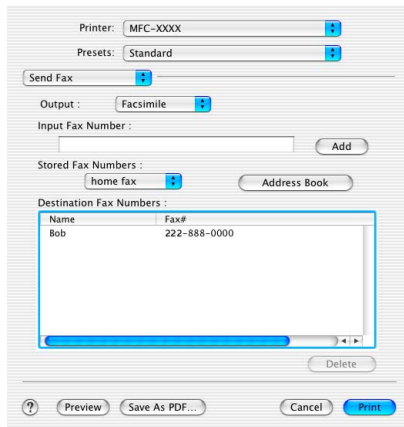 Printer: MFC-XXXX
Presets: Standard
Send Fax
Output : Facsimile
Input Fax Number :
Add
Stored Fax Numbers :
home fax Address Book
Destination Fax Numbers :
Name Fax#
Bob 222-888-0000
Delete
? Preview Save As PDF... Cancel Print